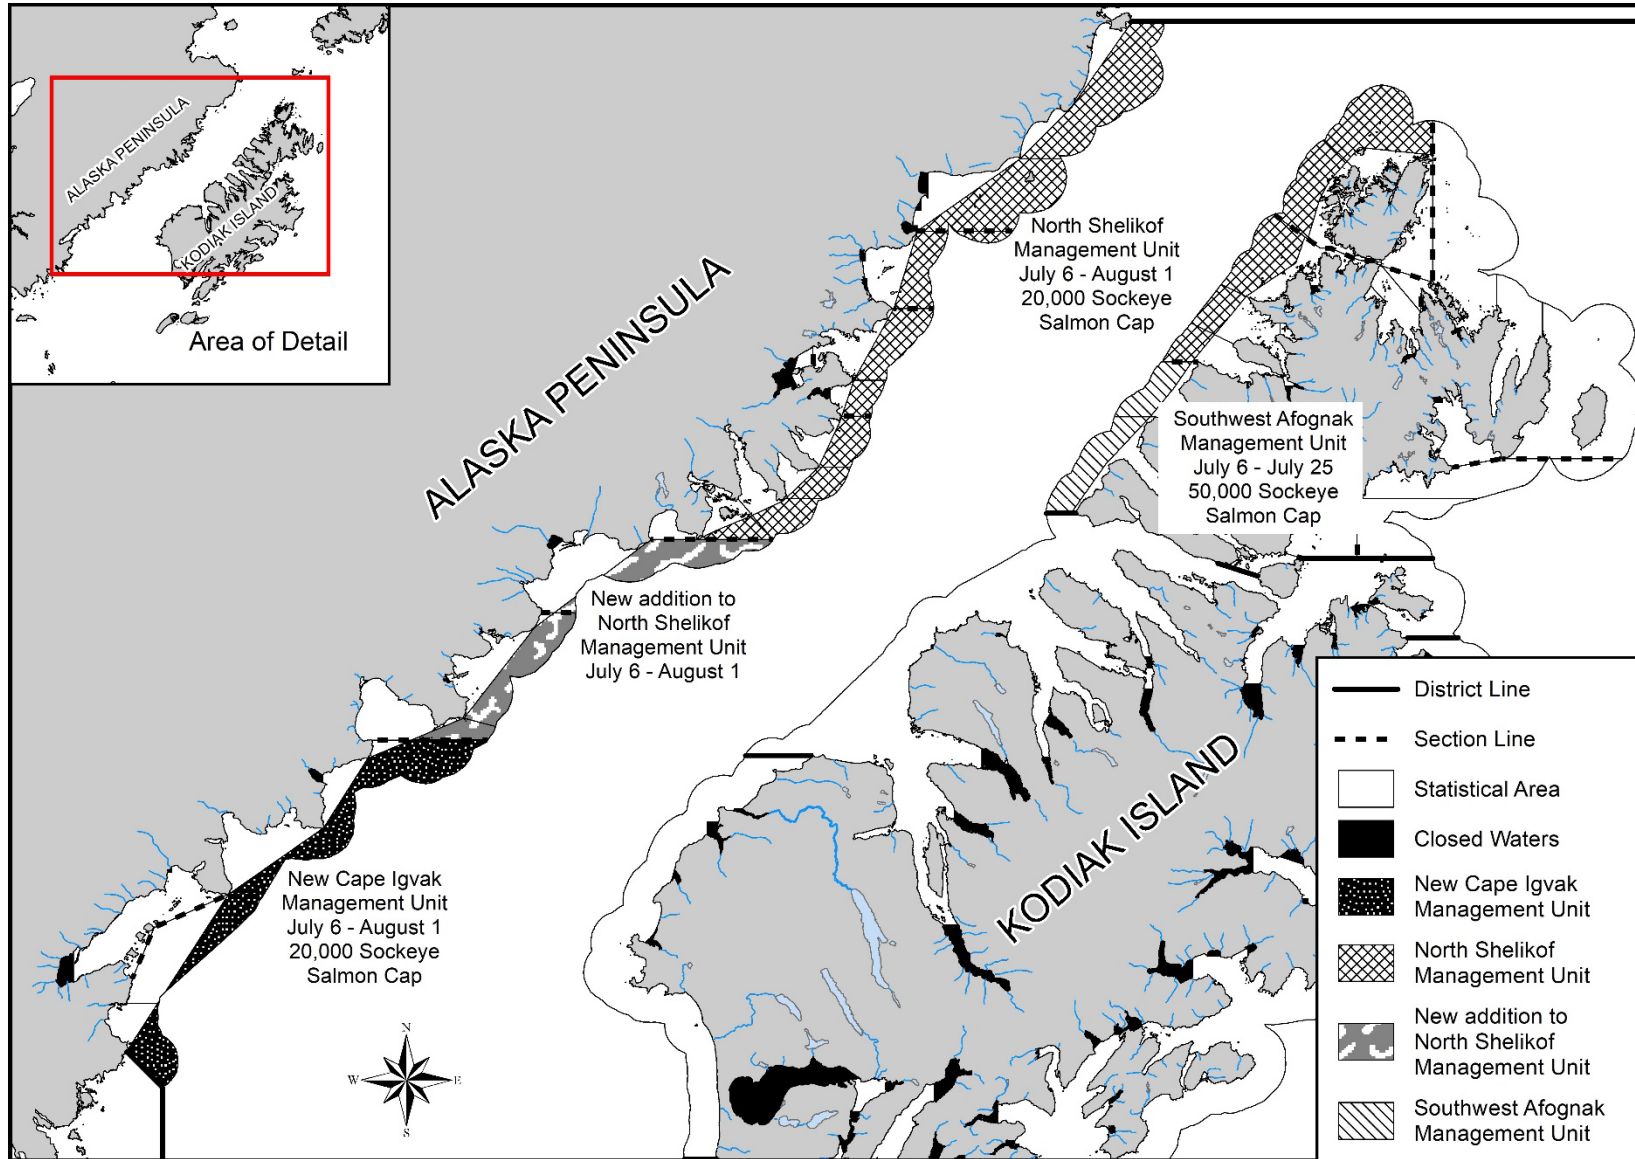 ALASKA PENINSULA
KODIAK ISLAND
Area of Detail
ALASKA PENINSULA
North Shelikof
Management Unit
July 6 - August 1
20,000 Sockeye
Salmon Cap
Southwest Afognak
Management Unit
July 6 - July 25
50,000 Sockeye
Salmon Cap
New addition to
North Shelikof
Management Unit
July 6 - August 1
KODIAK ISLAND
New Cape Igvak
Management Unit
July 6 - August 1
20,000 Sockeye
Salmon Cap
N
W
E
S
District Line
Section Line
Statistical Area
Closed Waters
New Cape Igvak
Management Unit
North Shelikof
Management Unit
New addition to
North Shelikof
Management Unit
Southwest Afognak
Management Unit